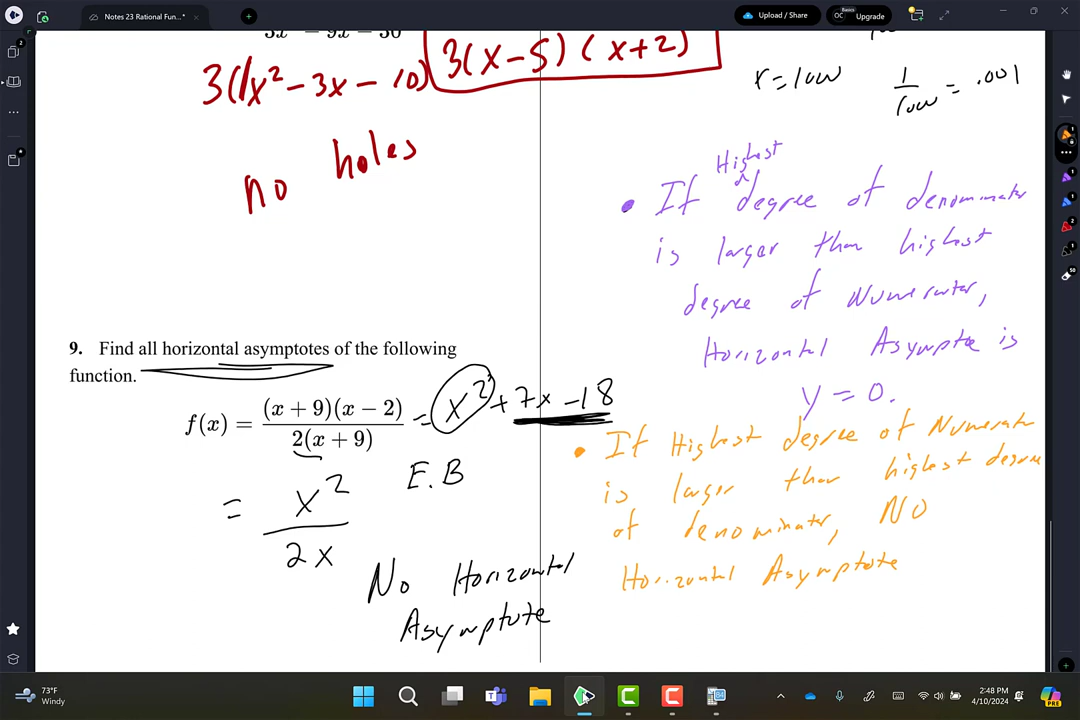 Notes 23 Rational Fun...*
Upload / Share
OC
Basics
Upgrade
3(1x² - 3x - 10) 3(x-5)(x+2)
no holes
x = 1000 1/1000 = .001
Highest
• If degree of denominator
is larger than highest
degree of Numerator,
Horizontal Asymptote is
y = 0.
9. Find all horizontal asymptotes of the following
function.
f(x) = (x + 9)(x − 2) / 2(x + 9) = x² + 7x - 18
E.B
= x² / 2x
No Horizontal
Asymptote
• If Highest degree of Numerator
is larger than highest degree
of denominator, NO
Horizontal Asymptote
73°F
Windy
2:48 PM
4/10/2024
PRE